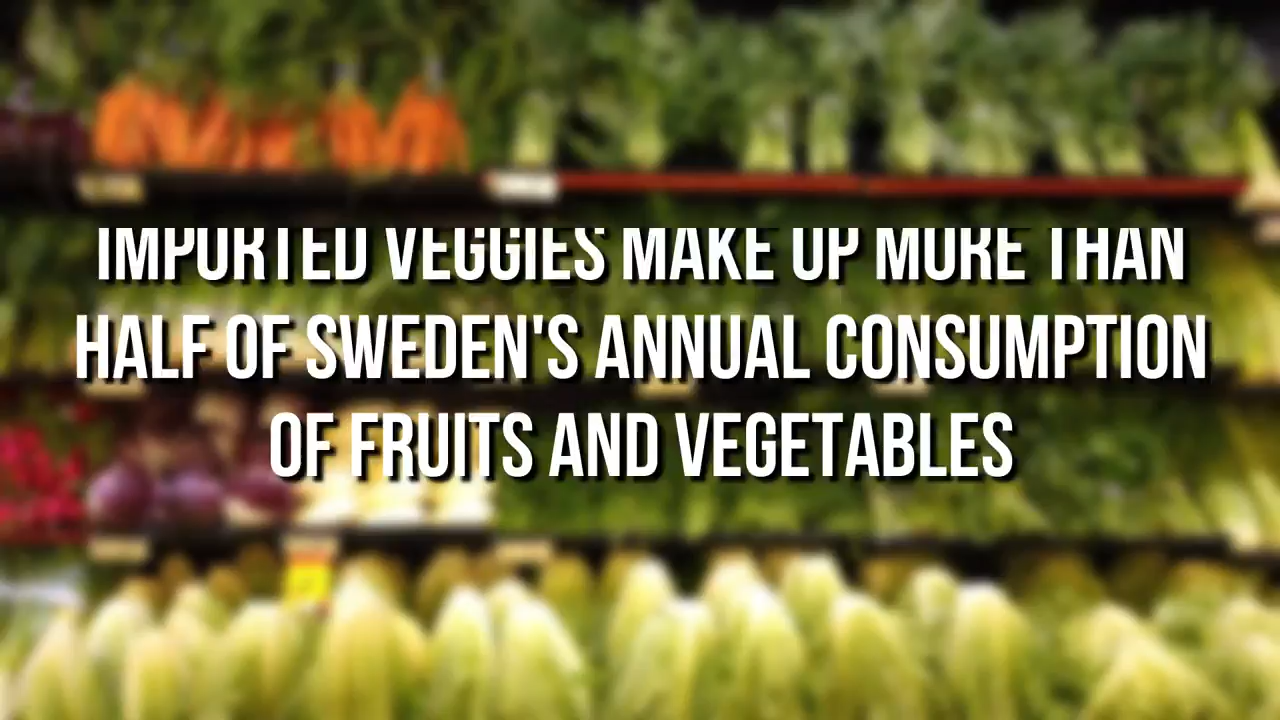 IMPORTED VEGGIES MAKE UP MORE THAN
HALF OF SWEDEN'S ANNUAL CONSUMPTION
OF FRUITS AND VEGETABLES